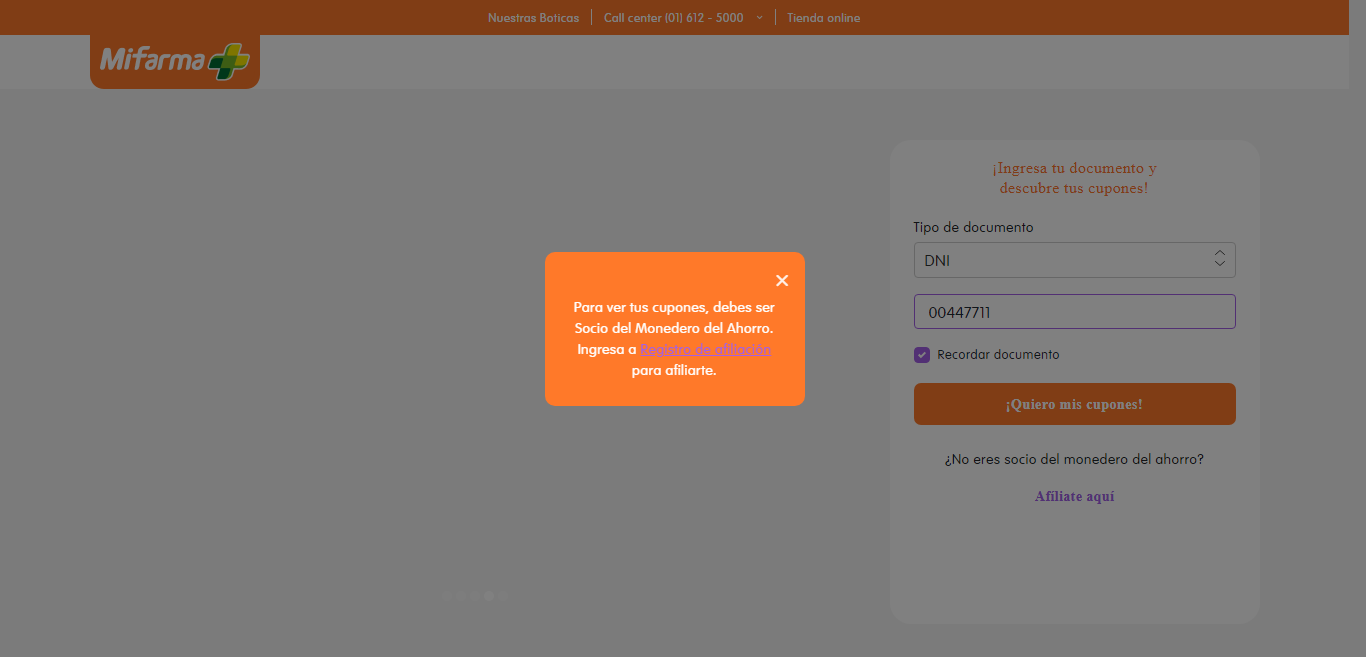 Nuestras Boticas
Call center (01) 612 - 5000
Tienda online
Mifarma
¡Ingresa tu documento y
descubre tus cupones!
Tipo de documento
DNI
00447711
Recordar documento
¡Quiero mis cupones!
¿No eres socio del monedero del ahorro?
Afíliate aquí
Para ver tus cupones, debes ser
Socio del Monedero del Ahorro.
Ingresa a Registro de afiliación
para afiliarte.